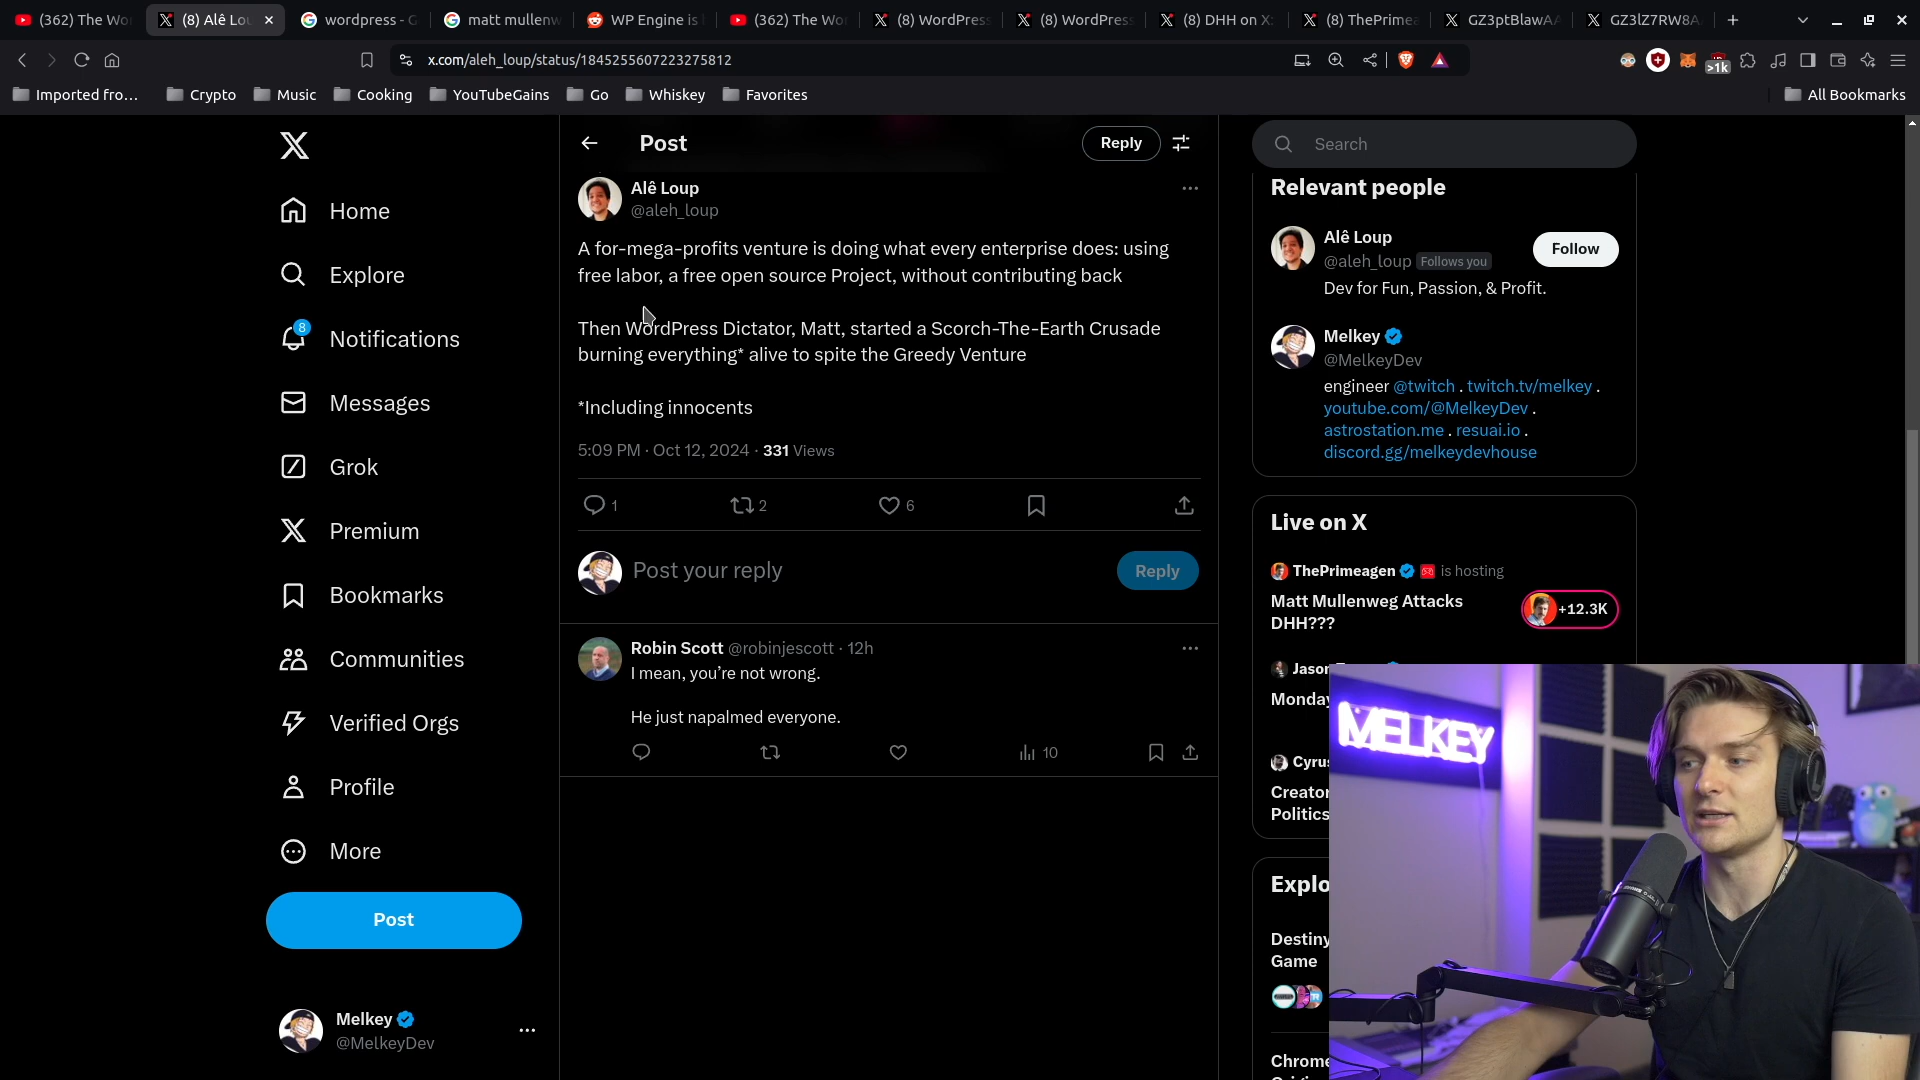 (362) The Wo
(8) Alê Lou
wordpress - G
matt mullenw
WP Engine is
(362) The Wo
(8) WordPres
(8) WordPress
(8) DHH on X
(8) ThePrimea
GZ3ptBlawAA
GZ3lZ7RW8A
x.com/aleh_loup/status/1845255607223275812
>1k
Imported fro...
Crypto
Music
Cooking
YouTubeGains
Go
Whiskey
Favorites
All Bookmarks
Home
Explore
8
Notifications
Messages
Grok
Premium
Bookmarks
Communities
Verified Orgs
Profile
More
Post
Melkey
@MelkeyDev
Post
Reply
Alê Loup
@aleh_loup
A for-mega-profits venture is doing what every enterprise does: using
free labor, a free open source Project, without contributing back
Then WordPress Dictator, Matt, started a Scorch-The-Earth Crusade
burning everything* alive to spite the Greedy Venture
*Including innocents
5:09 PM · Oct 12, 2024 · 331 Views
1
2
6
Post your reply
Reply
Robin Scott @robinjescott · 12h
I mean, you're not wrong.
He just napalmed everyone.
10
Search
Relevant people
Alê Loup
@aleh_loup Follows you
Follow
Dev for Fun, Passion, & Profit.
Melkey
@MelkeyDev
engineer @twitch . twitch.tv/melkey .
youtube.com/@MelkeyDev .
astrostation.me . resuai.io .
discord.gg/melkeydevhouse
Live on X
ThePrimeagen is hosting
Matt Mullenweg Attacks
DHH???
+12.3K
Jason
Monday
Cyrus
Creator
Politics
Explo
Destiny
Game
Chrome
MELKEY